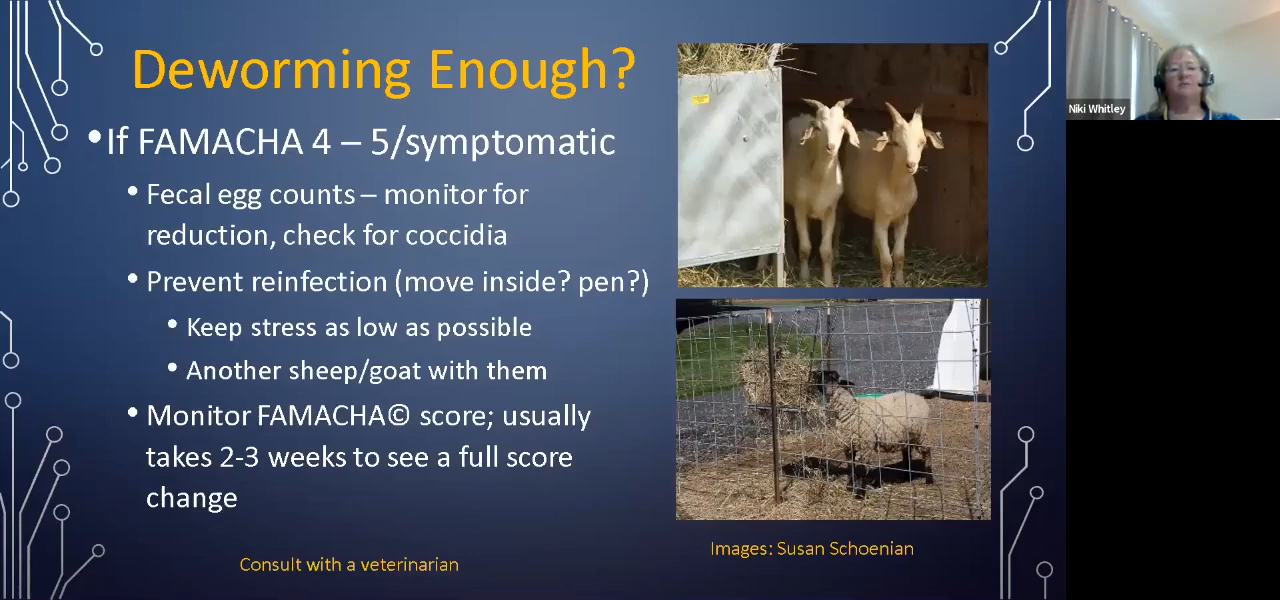 Deworming Enough?
•If FAMACHA 4 – 5/symptomatic
• Fecal egg counts – monitor for
reduction, check for coccidia
• Prevent reinfection (move inside? pen?)
• Keep stress as low as possible
• Another sheep/goat with them
• Monitor FAMACHA© score; usually
takes 2-3 weeks to see a full score
change
Consult with a veterinarian
Images: Susan Schoenian
Niki Whitley